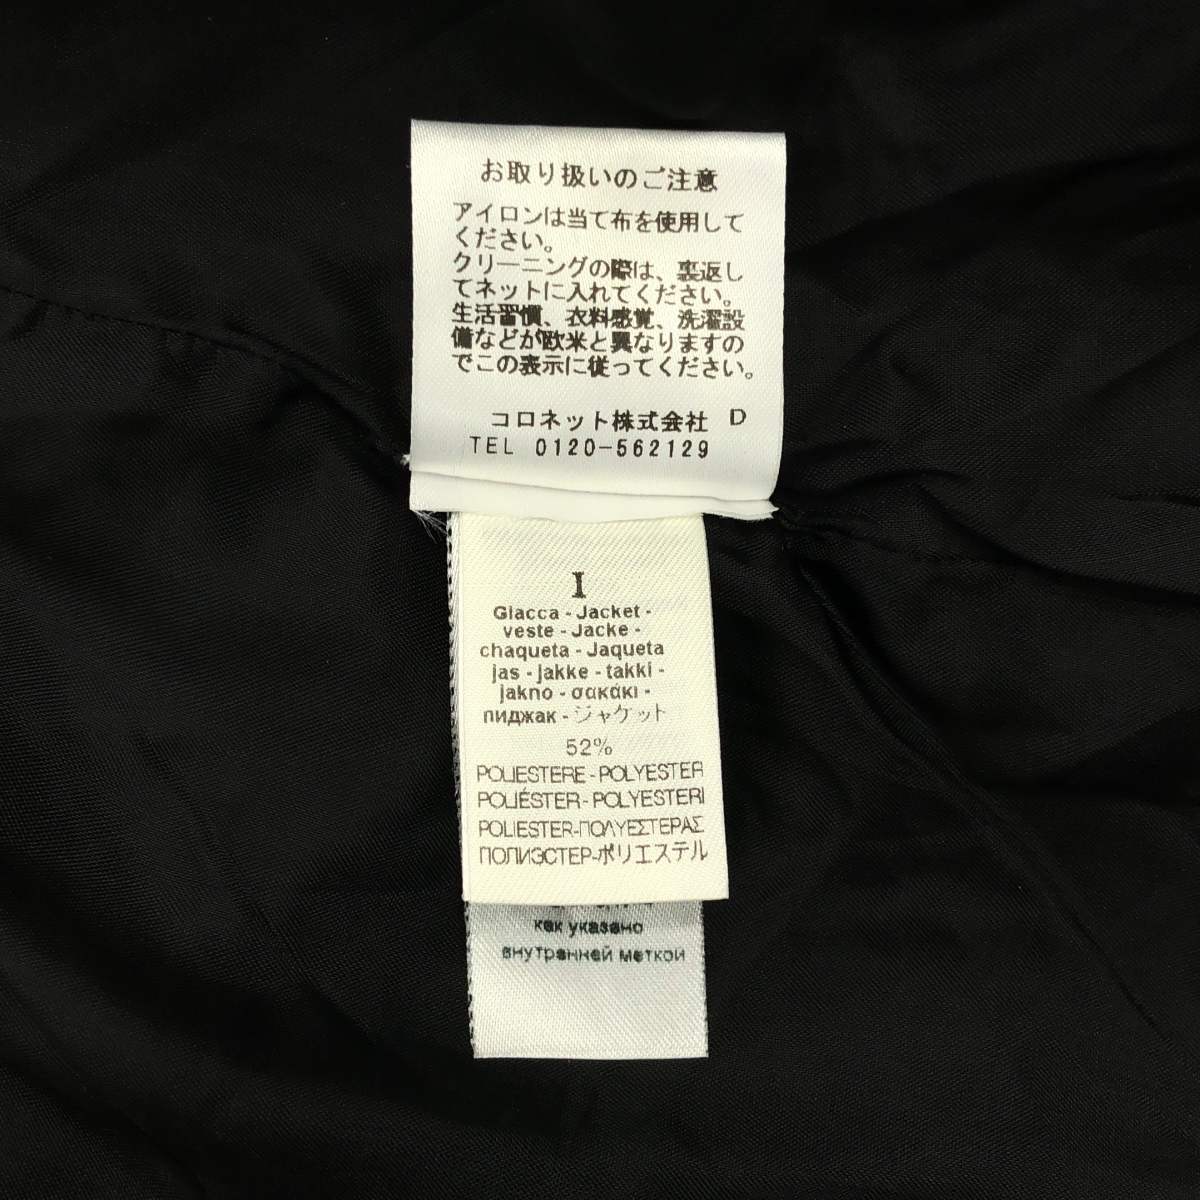 お取り扱いのご注意
アイロンは当て布を使用して
ください。
クリーニングの際は、裏返し
てネットに入れてください。
生活習慣、衣料感覚、洗濯設
備などが欧米と異なりますの
でこの表示に従ってください。
コロネット株式会社 D
TEL 0120-562129
I
Giacca - Jacket -
veste - Jacke -
chaqueta - Jaqueta
jas - jakke - takki -
jakno - σακάκι -
пиджак - ジャケット
52%
POLIESTERE - POLYESTER
POLIÉSTER - POLYESTERI
POLIESTER-ΠΟΛΥΕΣΤΕΡΑΣ
ПОЛИЭСТЕР-ポリエステル
как указано
внутранней меткой